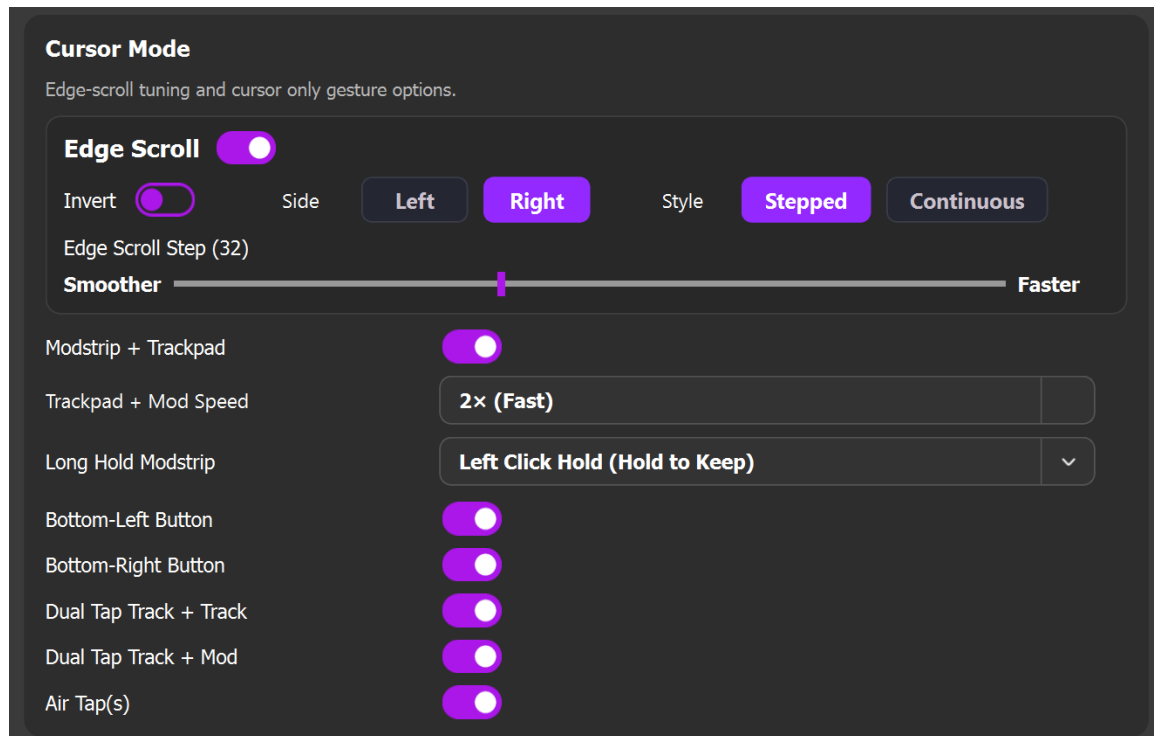 Cursor Mode
Edge-scroll tuning and cursor only gesture options.
Edge Scroll
Invert Side Left Right Style Stepped Continuous
Edge Scroll Step (32)
Smoother Faster
Modstrip + Trackpad
Trackpad + Mod Speed 2× (Fast)
Long Hold Modstrip Left Click Hold (Hold to Keep)
Bottom-Left Button
Bottom-Right Button
Dual Tap Track + Track
Dual Tap Track + Mod
Air Tap(s)